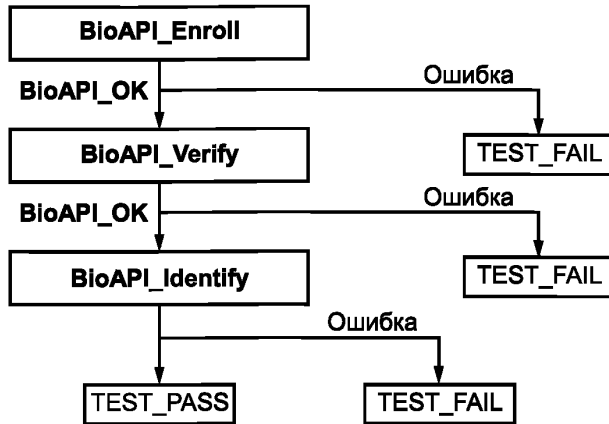 BioAPI_Enroll
Ошибка
BioAPI_OK
BioAPI_Verify
TEST_FAIL
Ошибка
BioAPI_OK
BioAPI_Identify
TEST_FAIL
Ошибка
TEST_PASS
TEST_FAIL